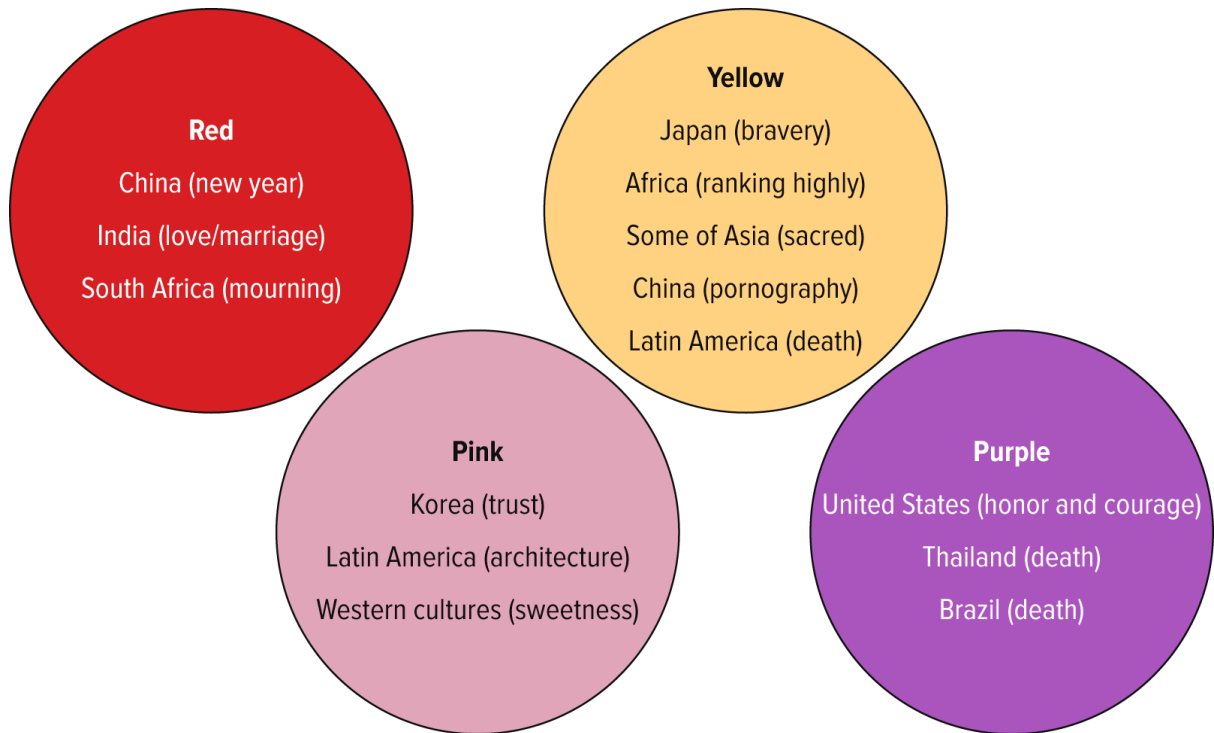 Red
China (new year)
India (love/marriage)
South Africa (mourning)
Yellow
Japan (bravery)
Africa (ranking highly)
Some of Asia (sacred)
China (pornography)
Latin America (death)
Pink
Korea (trust)
Latin America (architecture)
Western cultures (sweetness)
Purple
United States (honor and courage)
Thailand (death)
Brazil (death)